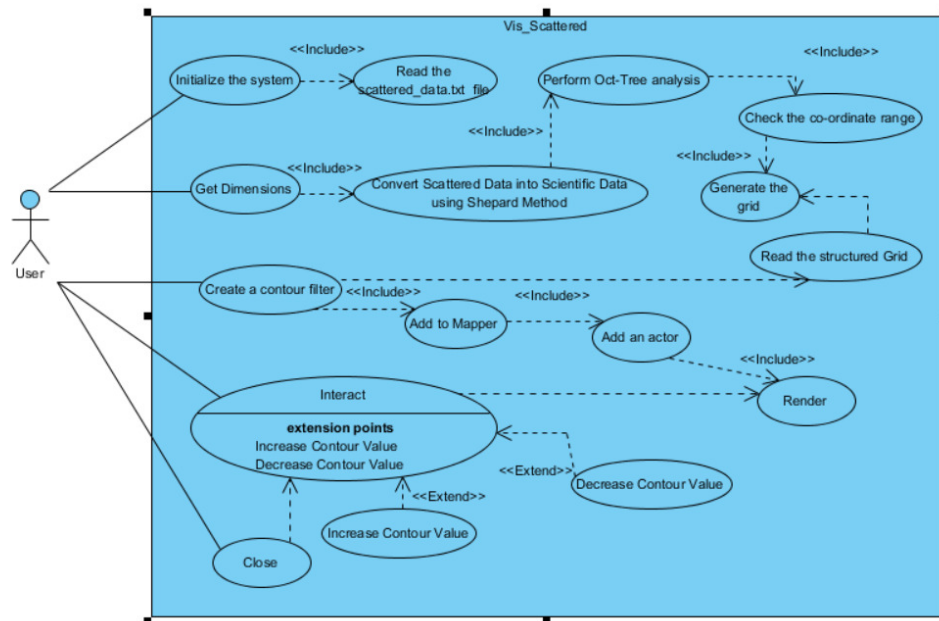 Vis_Scattered
<<Include>>
<<Include>>
Initialize the system
Read the
scattered_data.txt file
Perform Oct-Tree analysis
Check the co-ordinate range
<<Include>>
<<Include>>
<<Include>>
Get Dimensions
Convert Scattered Data into Scientific Data
using Shepard Method
Generate the
grid
User
Read the structured Grid
Create a contour filter
<<Include>>
<<Include>>
Add to Mapper
Add an actor
<<Include>>
Interact
Render
extension points
Increase Contour Value
Decrease Contour Value
<<Extend>>
Decrease Contour Value
<<Extend>>
Increase Contour Value
Close